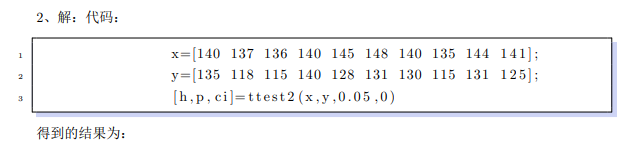 2、解：代码：
1 x=[140 137 136 140 145 148 140 135 144 141];
2 y=[135 118 115 140 128 131 130 115 131 125];
3 [h,p,ci]=ttest2(x,y,0.05,0)
得到的结果为：